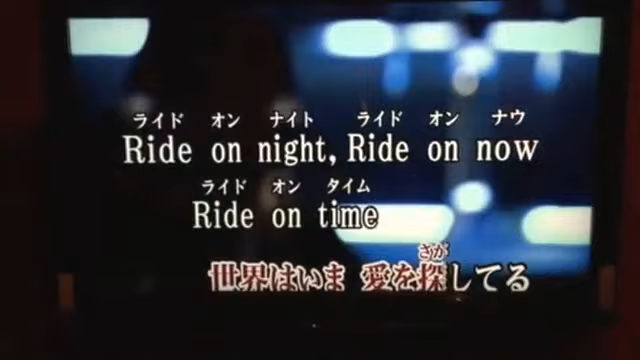 ライド オン ナイト ライド オン ナウ
Ride on night, Ride on now
ライド オン タイム
Ride on time
さが
世界はいま 愛を探してる